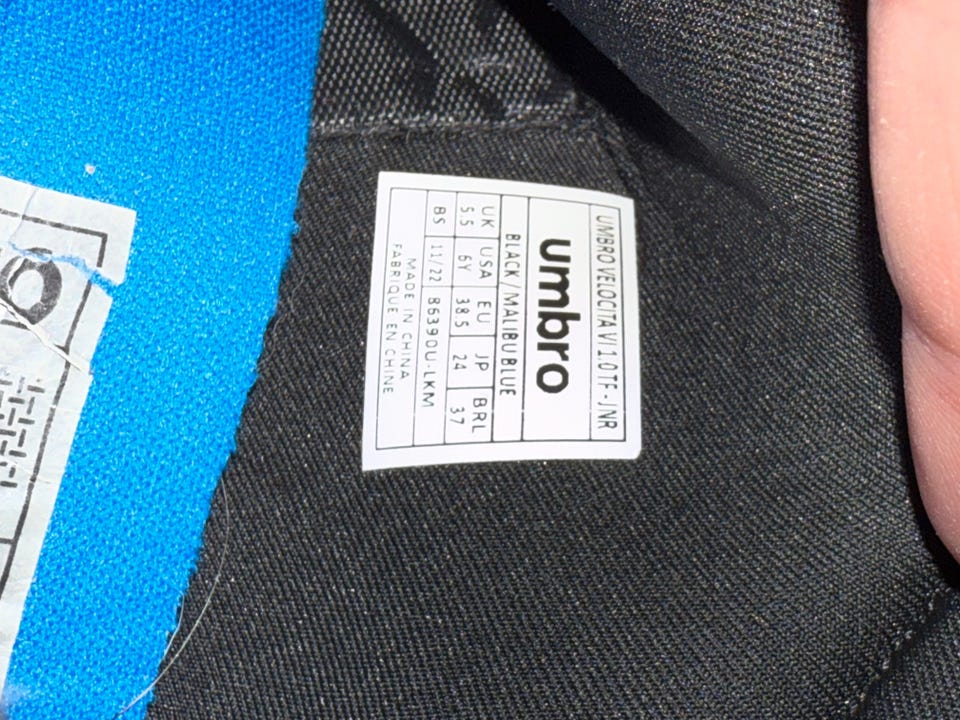 UMBRO VELOCITA VI 1.0 TF - JNR
umbro
BLACK / MALIBU BLUE
UK USA EU JP BRL
5.5 6Y 38.5 24 37
BS 11/22 86390U-LKM
MADE IN CHINA
FABRIQUE EN CHINE